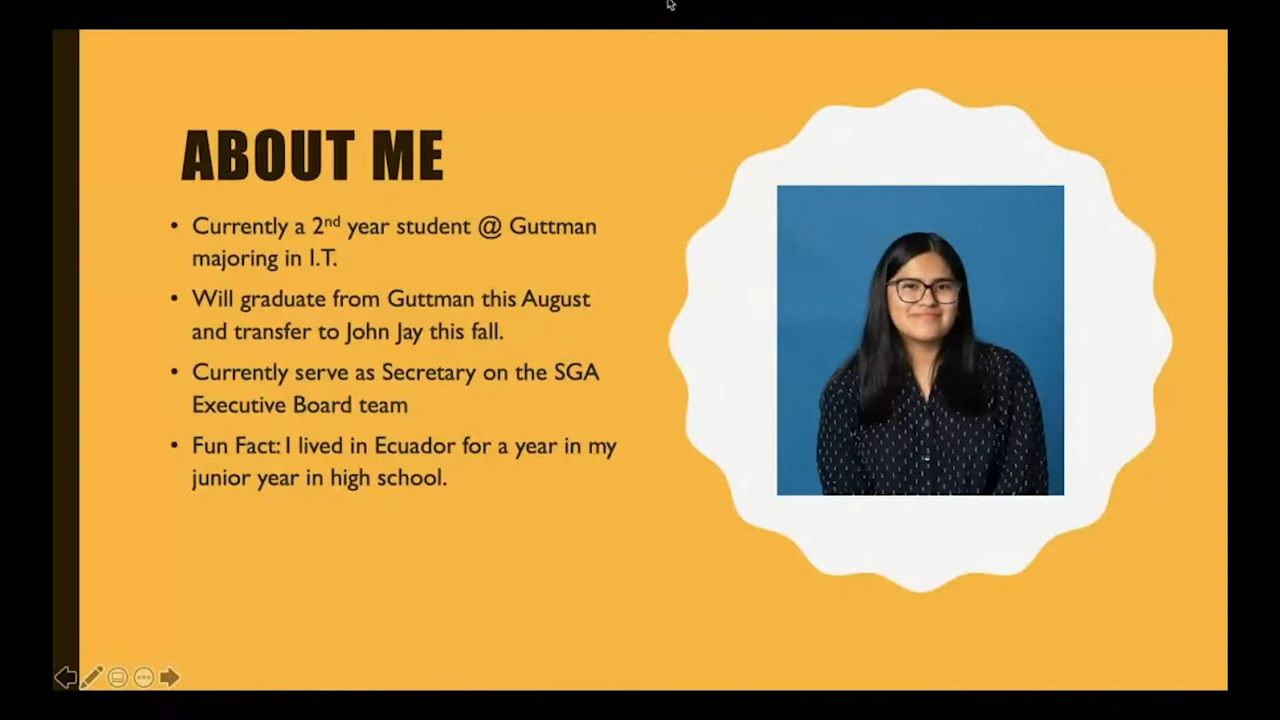 ABOUT ME
• Currently a 2nd year student @ Guttman
majoring in I.T.
• Will graduate from Guttman this August
and transfer to John Jay this fall.
• Currently serve as Secretary on the SGA
Executive Board team
• Fun Fact: I lived in Ecuador for a year in my
junior year in high school.